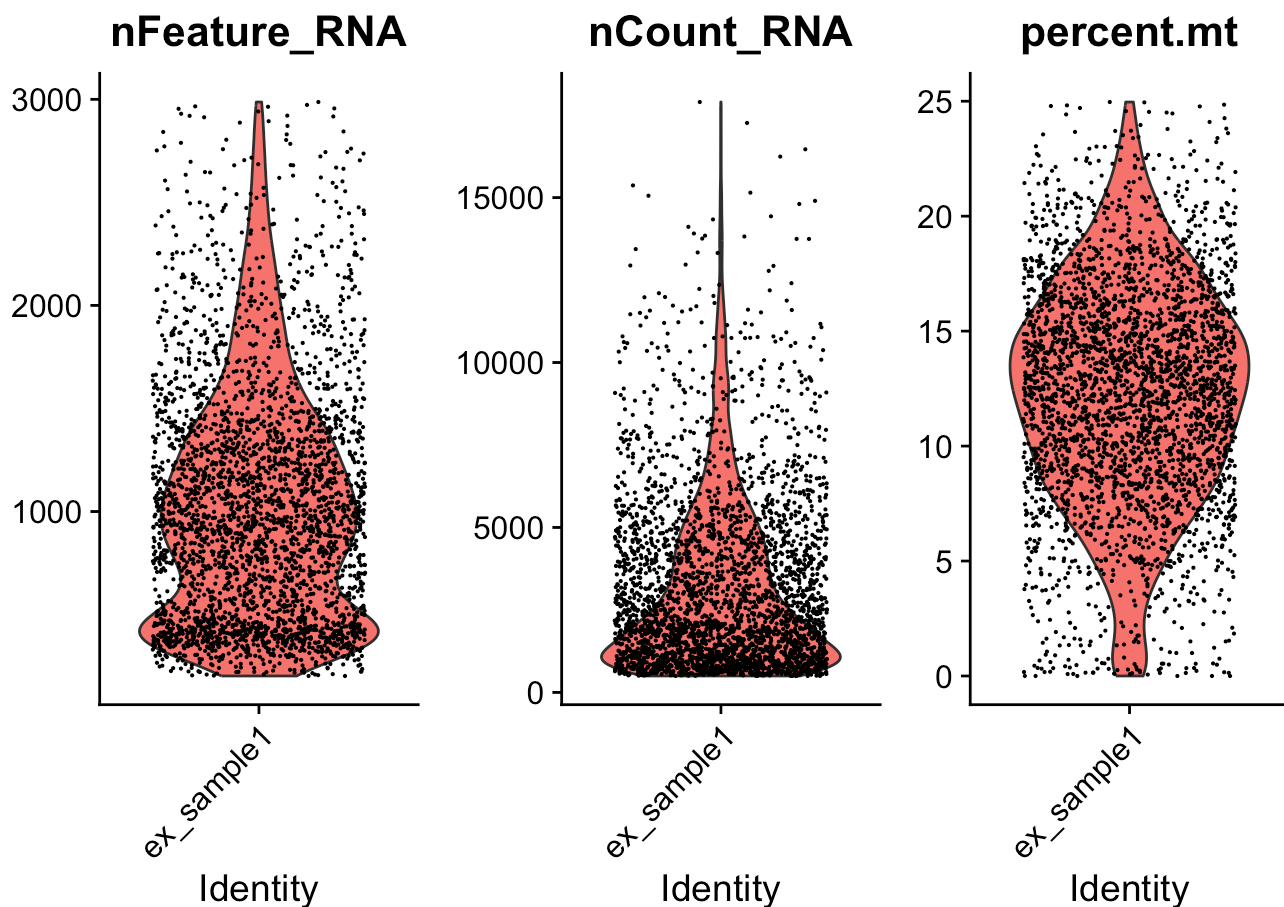 nFeature_RNA
3000
2000
1000
ex_sample1
Identity
nCount_RNA
15000
10000
5000
0
ex_sample1
Identity
percent.mt
25
20
15
10
5
0
ex_sample1
Identity